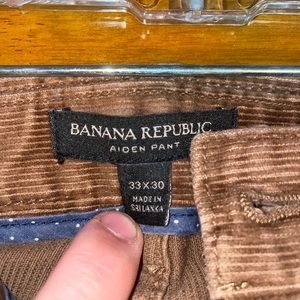 BANANA REPUBLIC
AIDEN PANT
33X30
MADE IN
SRI LANKA